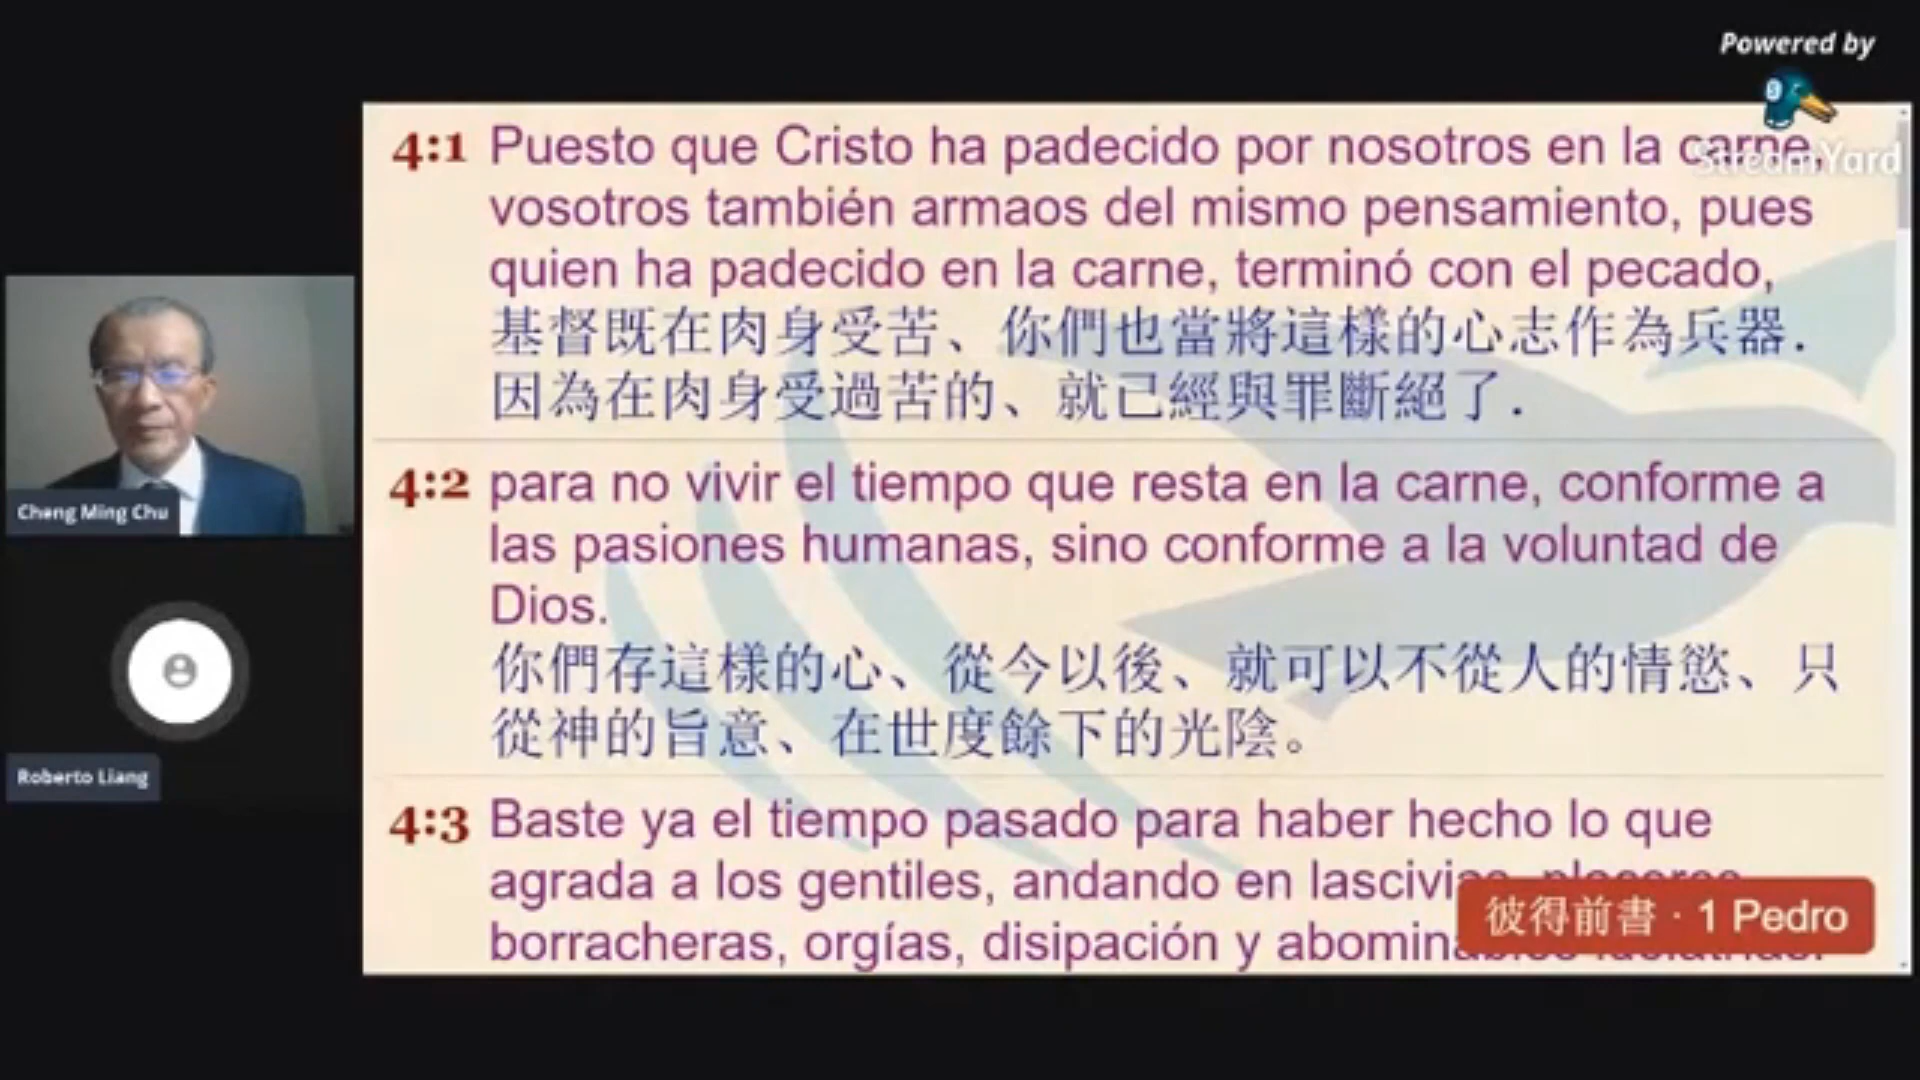 Powered by
StreamYard
4:1 Puesto que Cristo ha padecido por nosotros en la carne,
vosotros también armaos del mismo pensamiento, pues
quien ha padecido en la carne, terminó con el pecado,
基督既在肉身受苦、你們也當將這樣的心志作為兵器．
因為在肉身受過苦的、就已經與罪斷絕了．
4:2 para no vivir el tiempo que resta en la carne, conforme a
las pasiones humanas, sino conforme a la voluntad de
Dios.
你們存這樣的心、從今以後、就可以不從人的情慾、只
從神的旨意、在世度餘下的光陰。
4:3 Baste ya el tiempo pasado para haber hecho lo que
agrada a los gentiles, andando en lascivias, placeres,
borracheras, orgías, disipación y
彼得前書 · 1 Pedro
Cheng Ming Chu
Roberto Liang